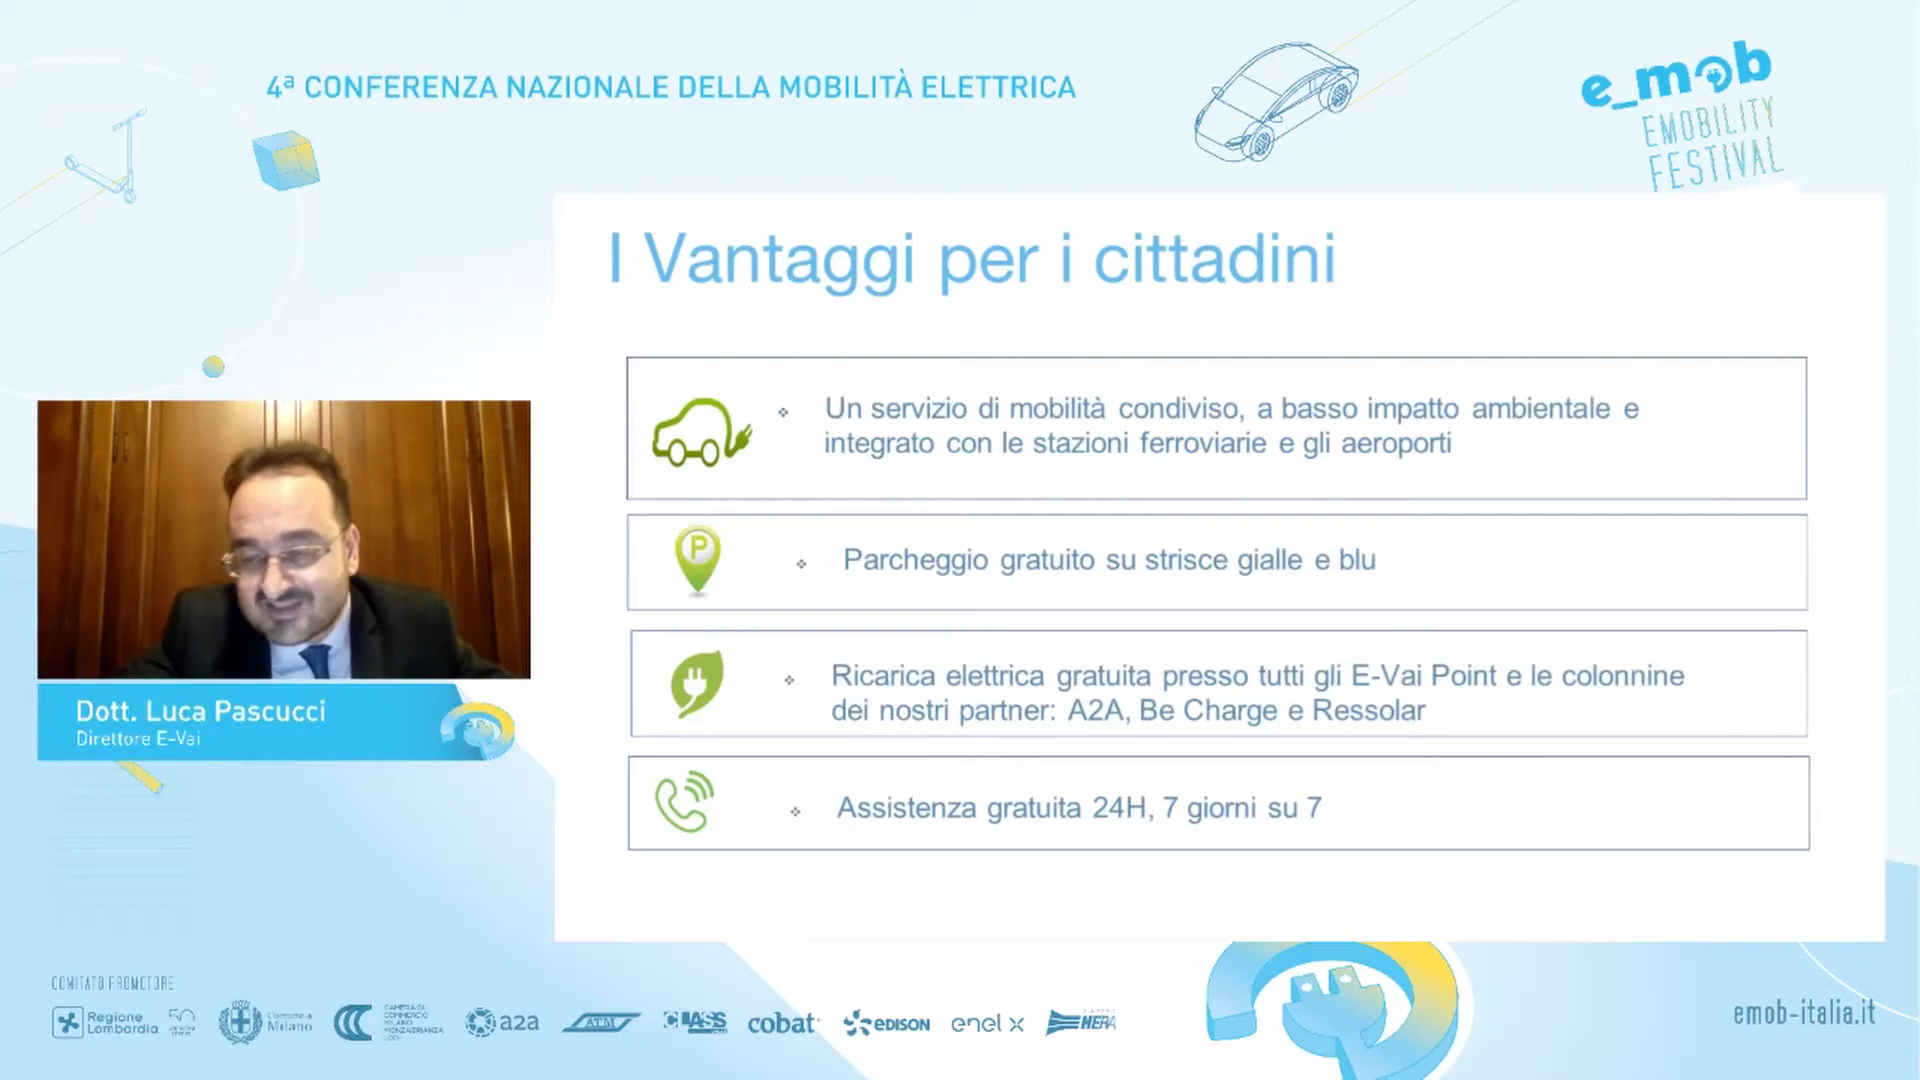 4ª CONFERENZA NAZIONALE DELLA MOBILITÀ ELETTRICA
e_mob
EMOBILITY
FESTIVAL
I Vantaggi per i cittadini
Un servizio di mobilità condiviso, a basso impatto ambientale e
integrato con le stazioni ferroviarie e gli aeroporti
P
Parcheggio gratuito su strisce gialle e blu
Ricarica elettrica gratuita presso tutti gli E-Vai Point e le colonnine
dei nostri partner: A2A, Be Charge e Ressolar
Assistenza gratuita 24H, 7 giorni su 7
Dott. Luca Pascucci
Direttore E-Vai
COMITATO PROMOTORE
Regione
Lombardia
50
Comune
Milano
CAMERA DI
COMMERCIO
MILANO
MONZABRIANZA
LODI
a2a
ATM
CLASS
cobat
EDISON
enel x
HERA
emob-italia.it